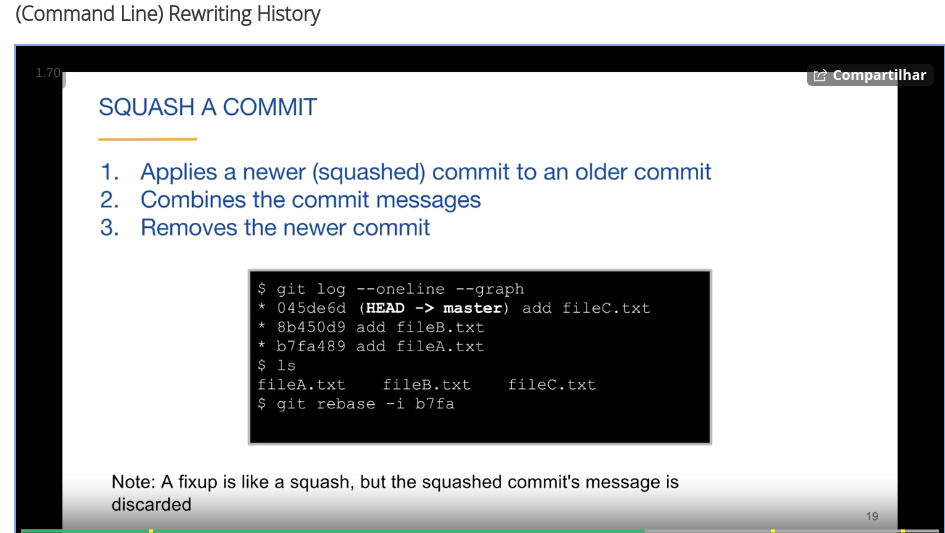 (Command Line) Rewriting History
1.70
Compartilhar
SQUASH A COMMIT
1. Applies a newer (squashed) commit to an older commit
2. Combines the commit messages
3. Removes the newer commit
$ git log --oneline --graph
* 045de6d (HEAD -> master) add fileC.txt
* 8b450d9 add fileB.txt
* b7fa489 add fileA.txt
$ ls
fileA.txt fileB.txt fileC.txt
$ git rebase -i b7fa
Note: A fixup is like a squash, but the squashed commit's message is
discarded
19